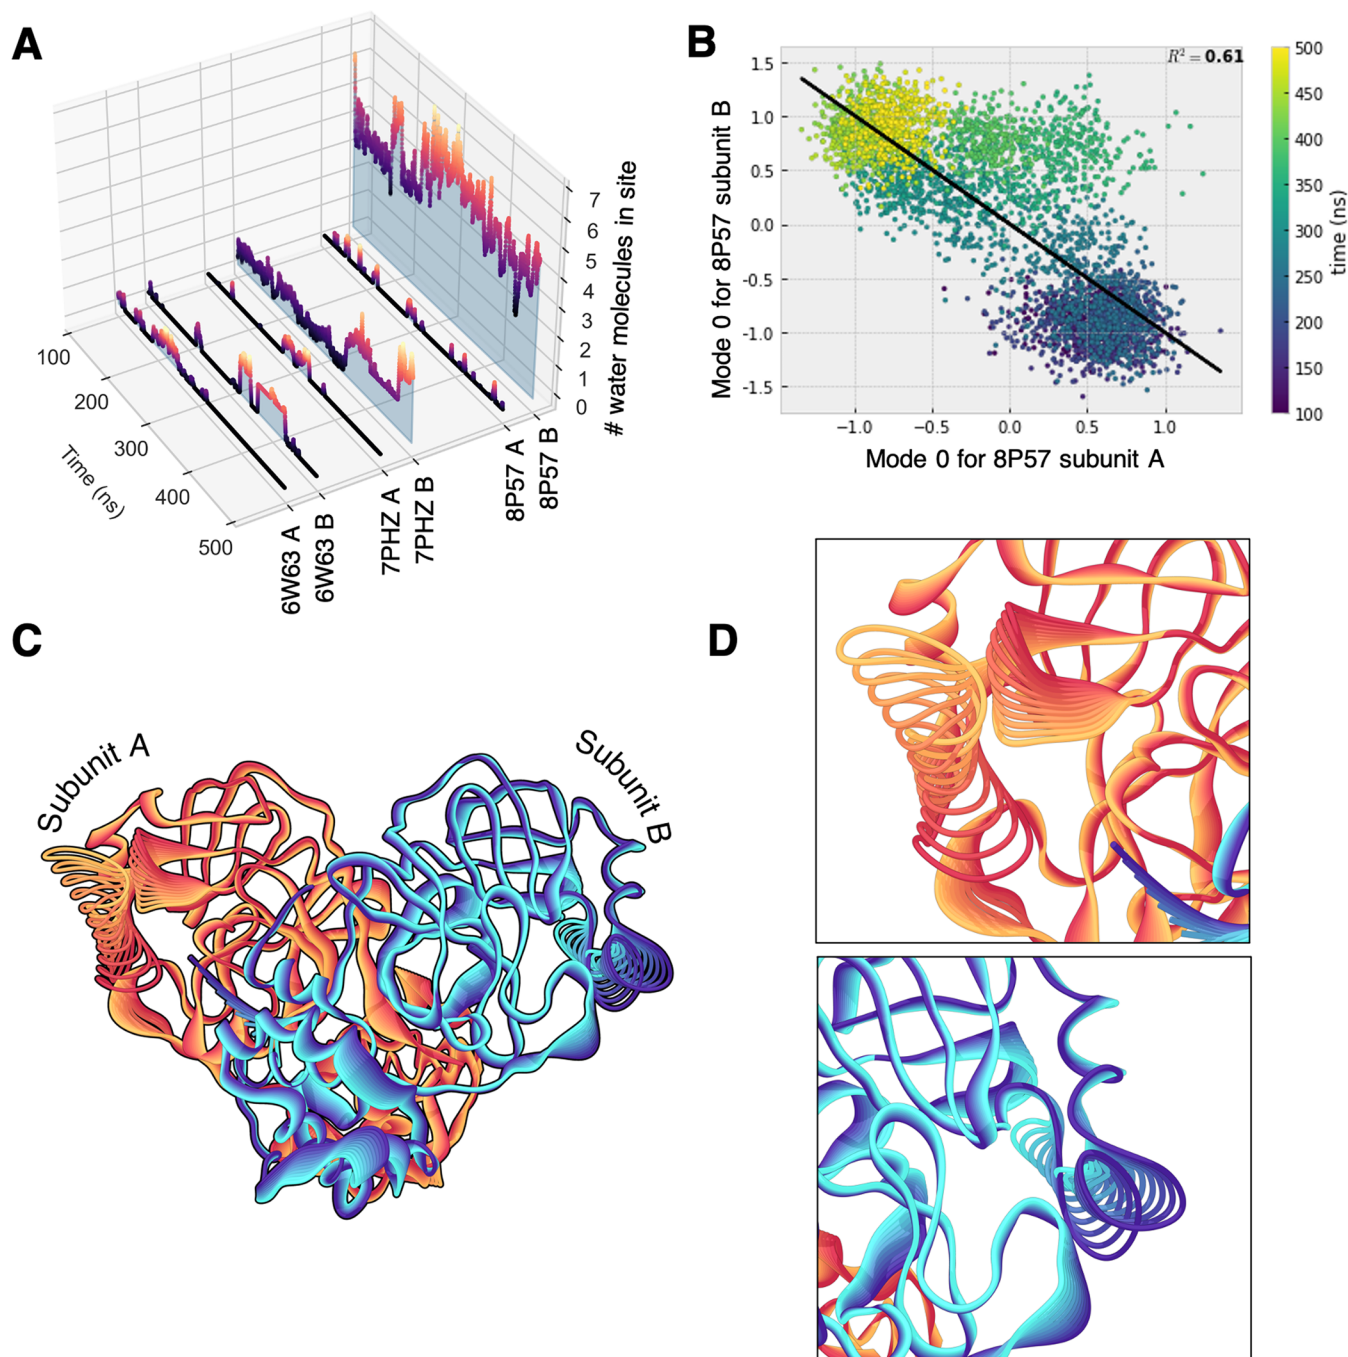 A
7
6
5
4
3
2
1
0
# water molecules in site
100
200
300
400
500
Time (ns)
6W63 A
6W63 B
7PHZ A
7PHZ B
8P57 A
8P57 B
B
R² = 0.61
1.5
1.0
0.5
0.0
-0.5
-1.0
-1.5
Mode 0 for 8P57 subunit B
−1.0
−0.5
0.0
0.5
1.0
Mode 0 for 8P57 subunit A
500
450
400
350
300
250
200
150
100
time (ns)
C
Subunit A
Subunit B
D